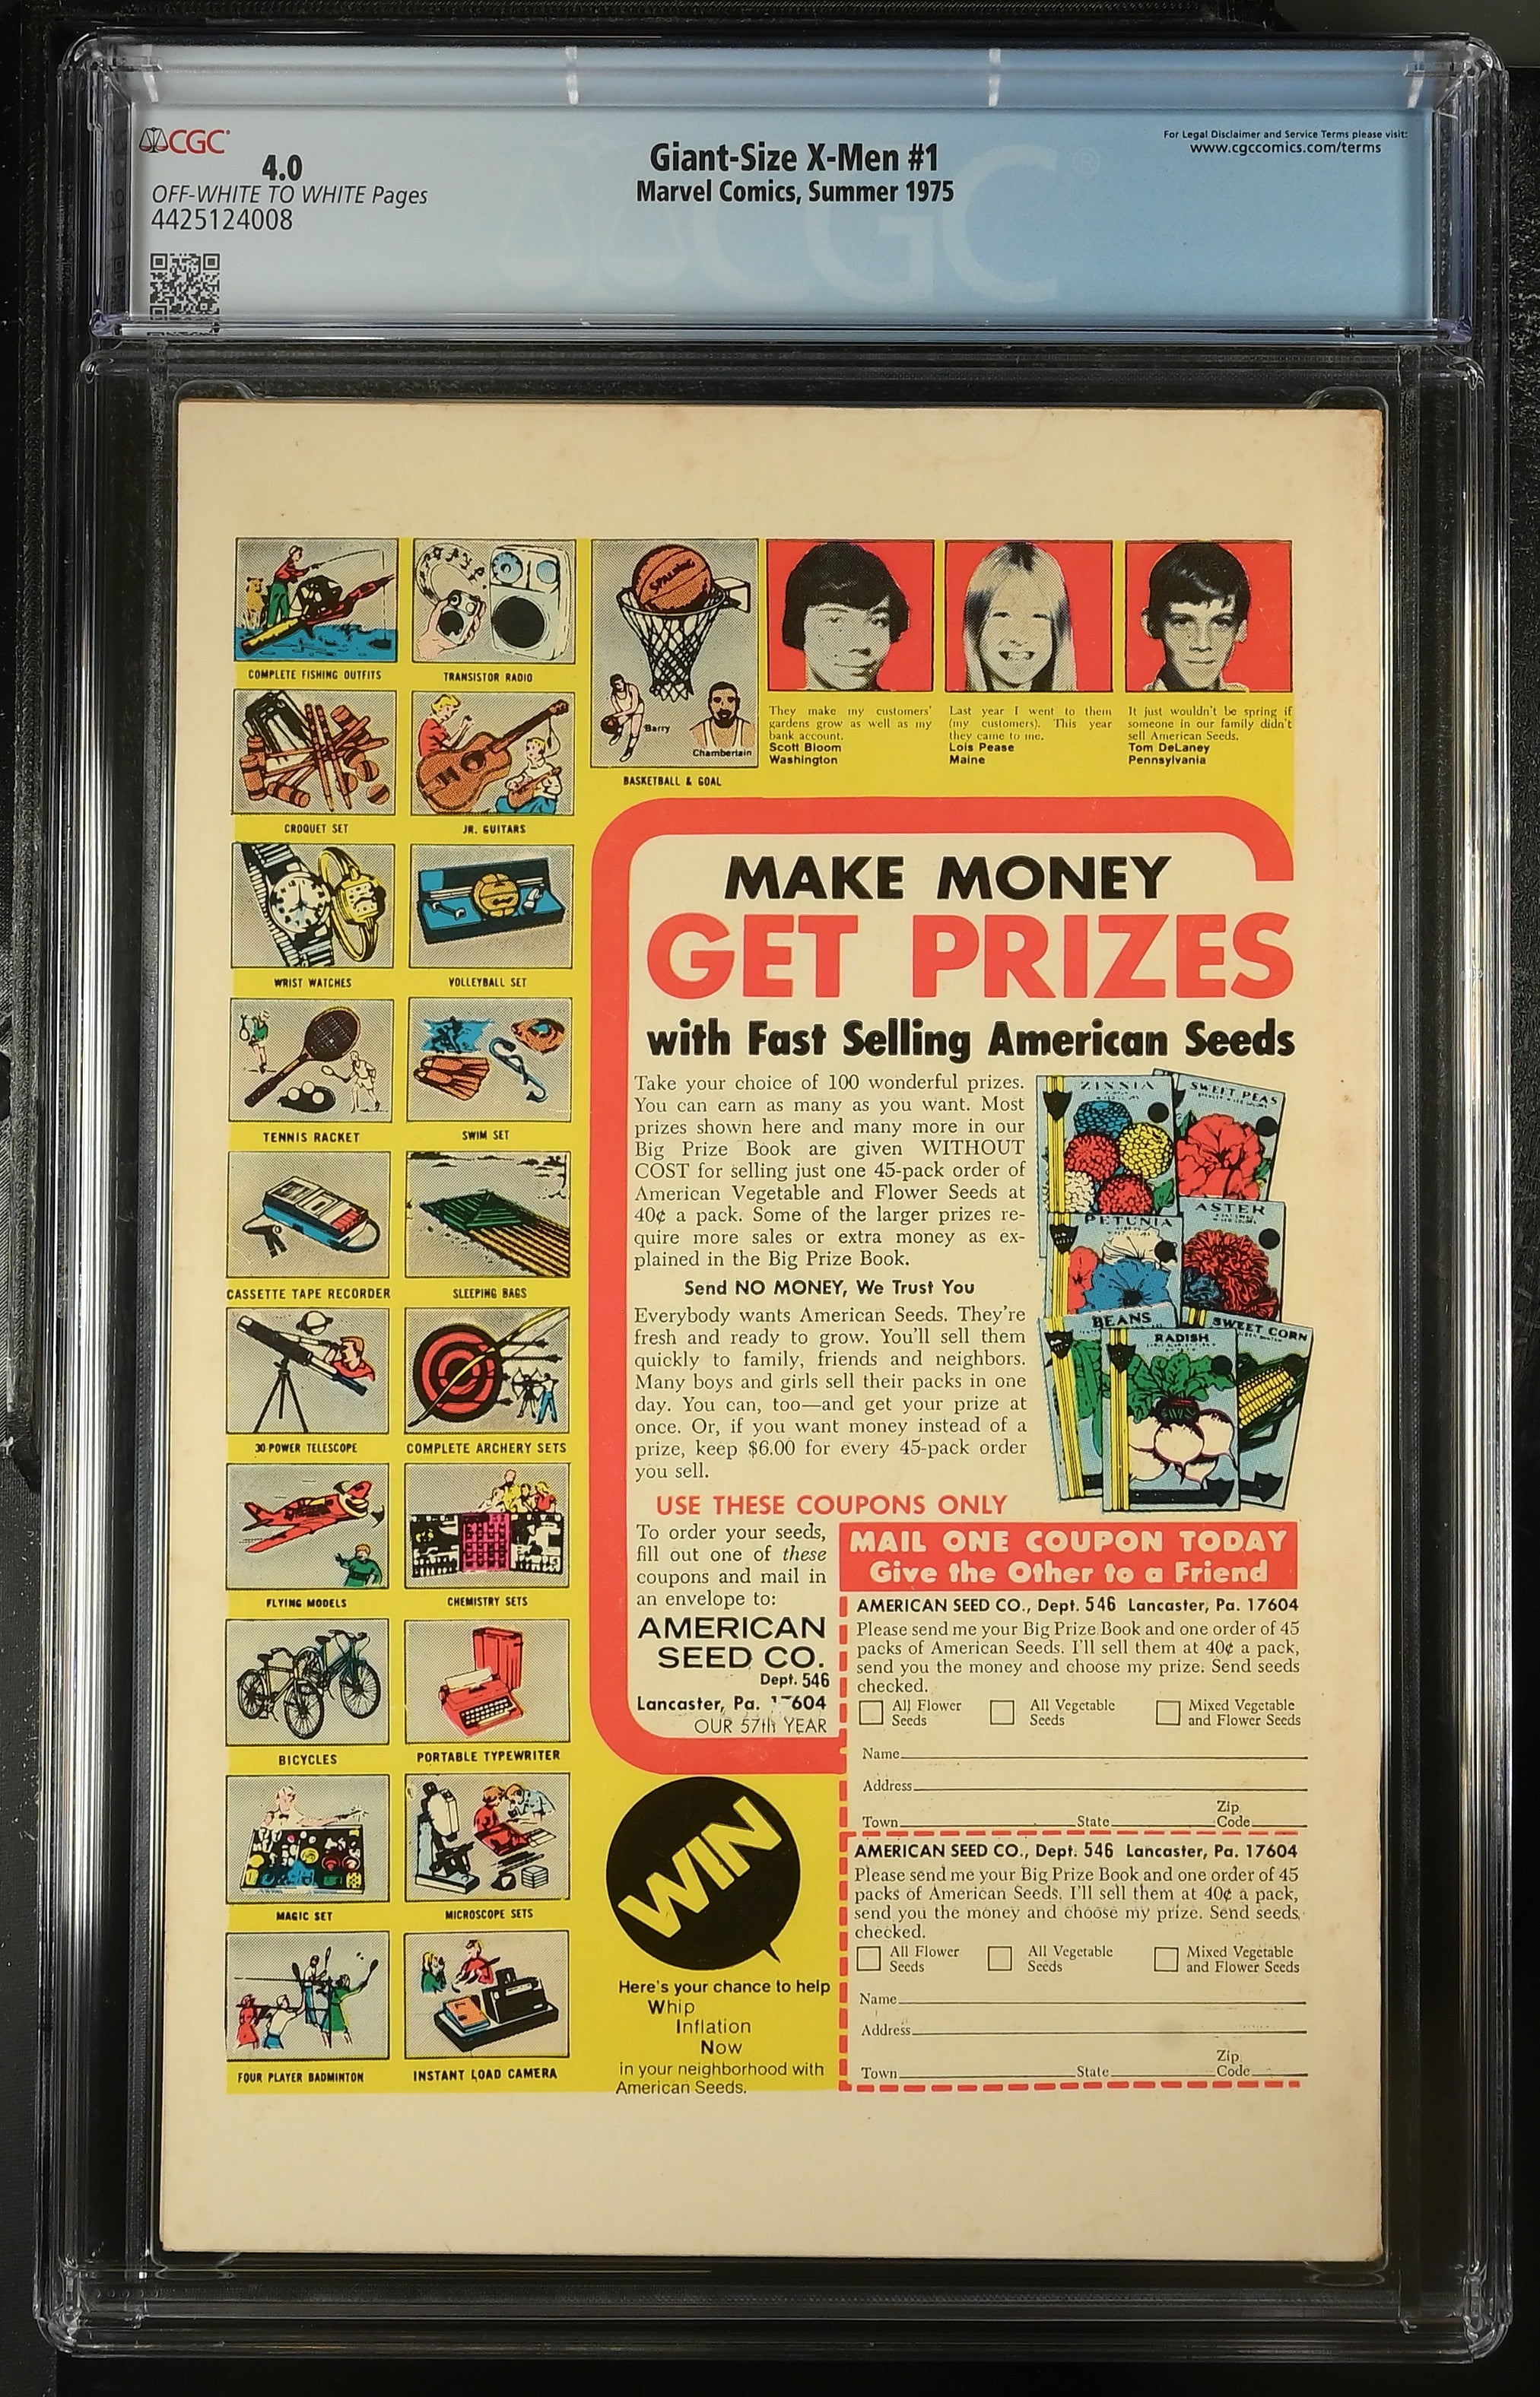 CGC
4.0
OFF-WHITE TO WHITE Pages
4425124008
Giant-Size X-Men #1
Marvel Comics, Summer 1975
For Legal Disclaimer and Service Terms please visit:
www.cgccomics.com/terms
CGC
COMPLETE FISHING OUTFITS
TRANSISTOR RADIO
SPALDING
Barry
Chamberlain
BASKETBALL & GOAL
CROQUET SET
JR. GUITARS
WRIST WATCHES
VOLLEYBALL SET
TENNIS RACKET
SWIM SET
CASSETTE TAPE RECORDER
SLEEPING BAGS
30-POWER TELESCOPE
COMPLETE ARCHERY SETS
FLYING MODELS
CHEMISTRY SETS
BICYCLES
PORTABLE TYPEWRITER
MAGIC SET
MICROSCOPE SETS
FOUR PLAYER BADMINTON
INSTANT LOAD CAMERA
They make my customers'
gardens grow as well as my
bank account.
Scott Bloom
Washington
Last year I went to them
(my customers). This year
they came to me.
Lois Pease
Maine
It just wouldn't be spring if
someone in our family didn't
sell American Seeds.
Tom DeLaney
Pennsylvania
MAKE MONEY
GET PRIZES
with Fast Selling American Seeds
Take your choice of 100 wonderful prizes.
You can earn as many as you want. Most
prizes shown here and many more in our
Big Prize Book are given WITHOUT
COST for selling just one 45-pack order of
American Vegetable and Flower Seeds at
40¢ a pack. Some of the larger prizes re-
quire more sales or extra money as ex-
plained in the Big Prize Book.
Send NO MONEY, We Trust You
Everybody wants American Seeds. They're
fresh and ready to grow. You'll sell them
quickly to family, friends and neighbors.
Many boys and girls sell their packs in one
day. You can, too—and get your prize at
once. Or, if you want money instead of a
prize, keep $6.00 for every 45-pack order
you sell.
ZINNIA
SWEET PEAS
PETUNIA
ASTER
BEANS
RADISH
SWEET CORN
USE THESE COUPONS ONLY
To order your seeds,
fill out one of these
coupons and mail in
an envelope to:
AMERICAN
SEED CO.
Dept. 546
Lancaster, Pa. 17604
OUR 57th YEAR
MAIL ONE COUPON TODAY
Give the Other to a Friend
AMERICAN SEED CO., Dept. 546 Lancaster, Pa. 17604
Please send me your Big Prize Book and one order of 45
packs of American Seeds. I'll sell them at 40¢ a pack,
send you the money and choose my prize. Send seeds
checked.
All Flower
Seeds
All Vegetable
Seeds
Mixed Vegetable
and Flower Seeds
Name
Address
Town State Zip Code
AMERICAN SEED CO., Dept. 546 Lancaster, Pa. 17604
Please send me your Big Prize Book and one order of 45
packs of American Seeds. I'll sell them at 40¢ a pack,
send you the money and choose my prize. Send seeds
checked.
All Flower
Seeds
All Vegetable
Seeds
Mixed Vegetable
and Flower Seeds
Name
Address
Town State Zip Code
WIN
Here's your chance to help
Whip
Inflation
Now
in your neighborhood with
American Seeds.